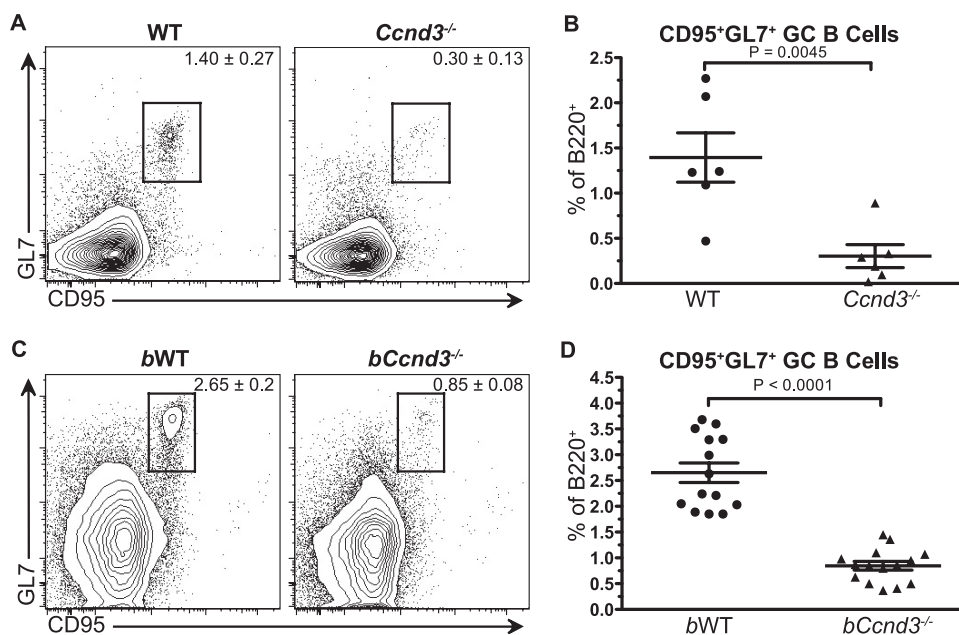 A
WT
Ccnd3-/-
1.40 ± 0.27
0.30 ± 0.13
GL7
CD95
B
CD95+GL7+ GC B Cells
P = 0.0045
% of B220+
2.5
2.0
1.5
1.0
0.5
0.0
WT
Ccnd3-/-
C
bWT
bCcnd3-/-
2.65 ± 0.2
0.85 ± 0.08
GL7
CD95
D
CD95+GL7+ GC B Cells
P < 0.0001
% of B220+
4.5
4.0
3.5
3.0
2.5
2.0
1.5
1.0
0.5
0.0
bWT
bCcnd3-/-